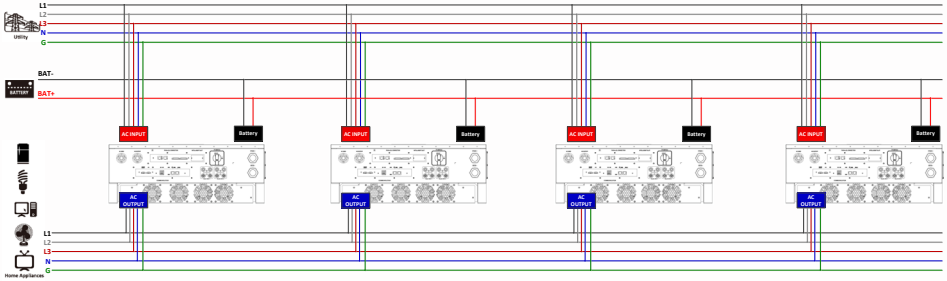 L1
L2
L3
N
G
Utility
BAT-
BATTERY
BAT+
AC INPUT
Battery
AC INPUT
Battery
AC INPUT
Battery
AC INPUT
Battery
AC
OUTPUT
AC
OUTPUT
AC
OUTPUT
AC
OUTPUT
L1
L2
L3
N
G
Home Appliances